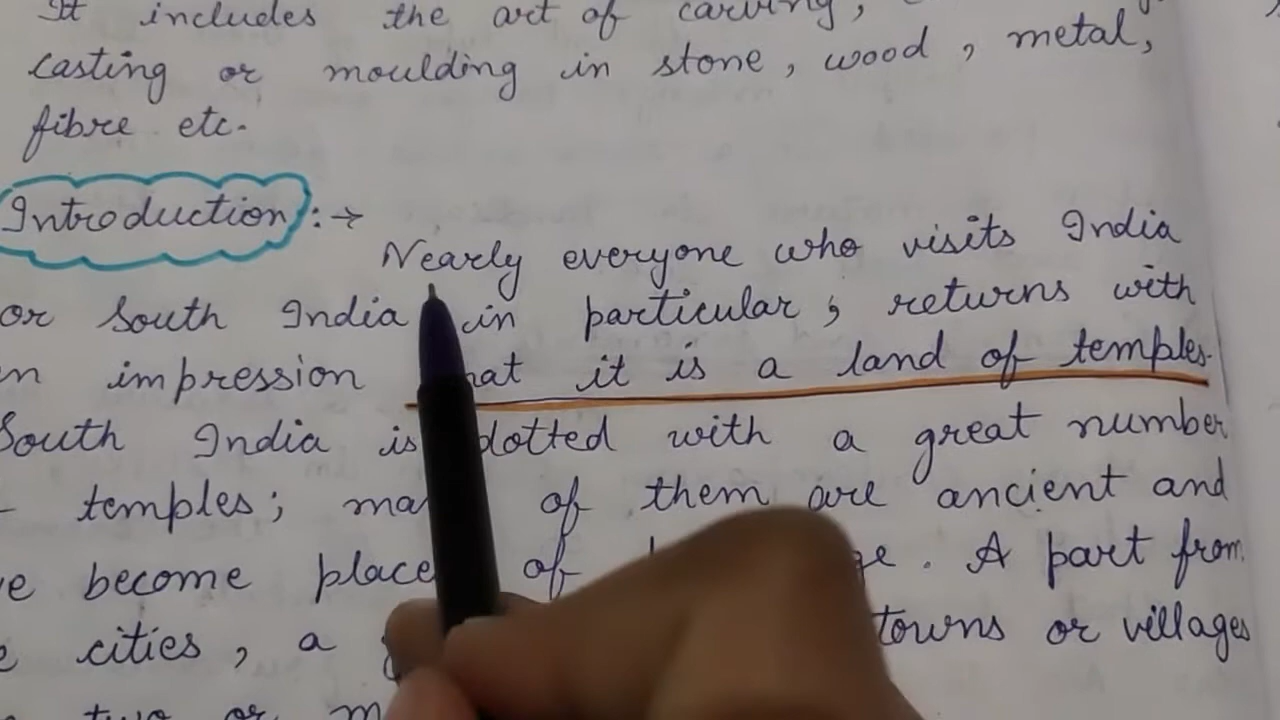 It includes the art of carving,
casting or moulding in stone, wood, metal,
fibre etc.
Introduction :→
Nearly everyone who visits India
or South India in particular, returns with
impression it is a land of temples.
South India is dotted with a great number
temples; of them are ancient and
become place of . A part from
cities, a towns or villages
two or